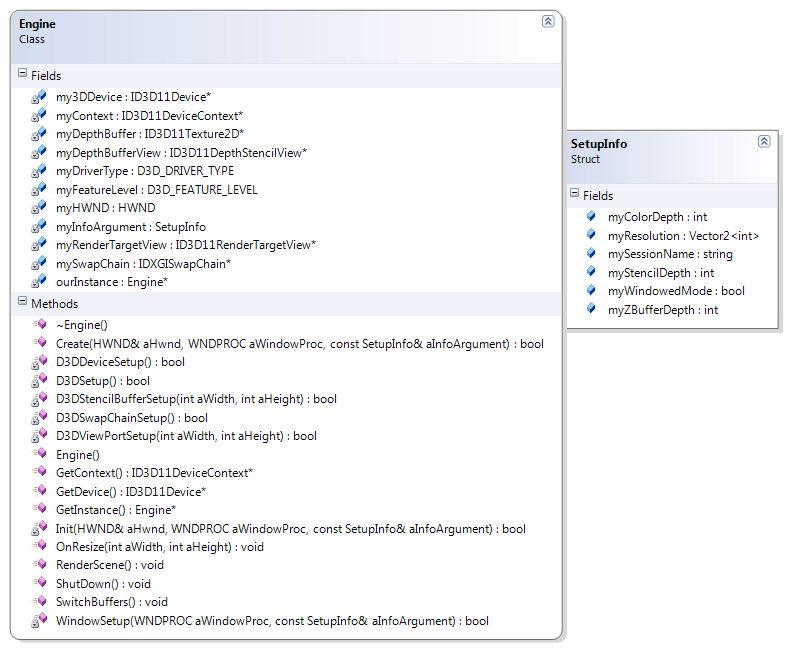 Engine
Class
Fields
my3DDevice : ID3D11Device*
myContext : ID3D11DeviceContext*
myDepthBuffer : ID3D11Texture2D*
myDepthBufferView : ID3D11DepthStencilView*
myDriverType : D3D_DRIVER_TYPE
myFeatureLevel : D3D_FEATURE_LEVEL
myHWND : HWND
myInfoArgument : SetupInfo
myRenderTargetView : ID3D11RenderTargetView*
mySwapChain : IDXGISwapChain*
ourInstance : Engine*
Methods
~Engine()
Create(HWND& aHwnd, WNDPROC aWindowProc, const SetupInfo& aInfoArgument) : bool
D3DDeviceSetup() : bool
D3DSetup() : bool
D3DStencilBufferSetup(int aWidth, int aHeight) : bool
D3DSwapChainSetup() : bool
D3DViewPortSetup(int aWidth, int aHeight) : bool
Engine()
GetContext() : ID3D11DeviceContext*
GetDevice() : ID3D11Device*
GetInstance() : Engine*
Init(HWND& aHwnd, WNDPROC aWindowProc, const SetupInfo& aInfoArgument) : bool
OnResize(int aWidth, int aHeight) : void
RenderScene() : void
ShutDown() : void
SwitchBuffers() : void
WindowSetup(WNDPROC aWindowProc, const SetupInfo& aInfoArgument) : bool
SetupInfo
Struct
Fields
myColorDepth : int
myResolution : Vector2<int>
mySessionName : string
myStencilDepth : int
myWindowedMode : bool
myZBufferDepth : int